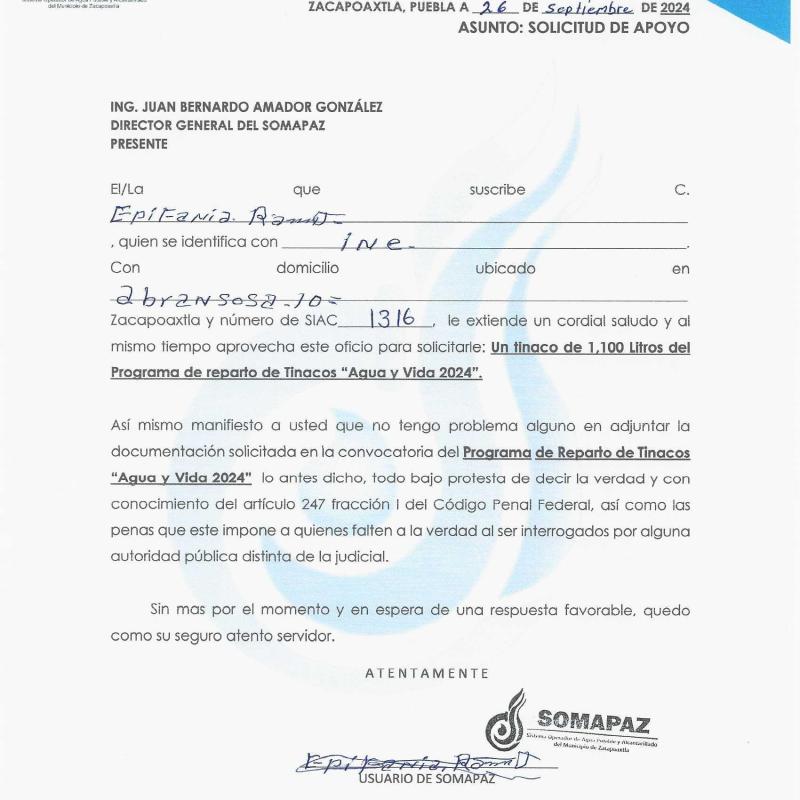 del Municipio de Zacapoaxtla
ZACAPOAXTLA, PUEBLA A 26 DE Septiembre DE 2024
ASUNTO: SOLICITUD DE APOYO
ING. JUAN BERNARDO AMADOR GONZÁLEZ
DIRECTOR GENERAL DEL SOMAPAZ
PRESENTE
El/La que suscribe C.
Epifania.
, quien se identifica con ine.
Con domicilio ubicado en
abranSoSa-10=
Zacapoaxtla y número de SIAC 1316, le extiende un cordial saludo y al
mismo tiempo aprovecha este oficio para solicitarle: Un tinaco de 1,100 Litros del
Programa de reparto de Tinacos “Agua y Vida 2024”.
Así mismo manifiesto a usted que no tengo problema alguno en adjuntar la
documentación solicitada en la convocatoria del Programa de Reparto de Tinacos
“Agua y Vida 2024” lo antes dicho, todo bajo protesta de decir la verdad y con
conocimiento del artículo 247 fracción I del Código Penal Federal, así como las
penas que este impone a quienes falten a la verdad al ser interrogados por alguna
autoridad pública distinta de la judicial.
Sin mas por el momento y en espera de una respuesta favorable, quedo
como su seguro atento servidor.
ATENTAMENTE
SOMAPAZ
Sistema Operador de Agua Potable y Alcantarillado
del Municipio de Zacapoaxtla
Epifania.
USUARIO DE SOMAPAZ